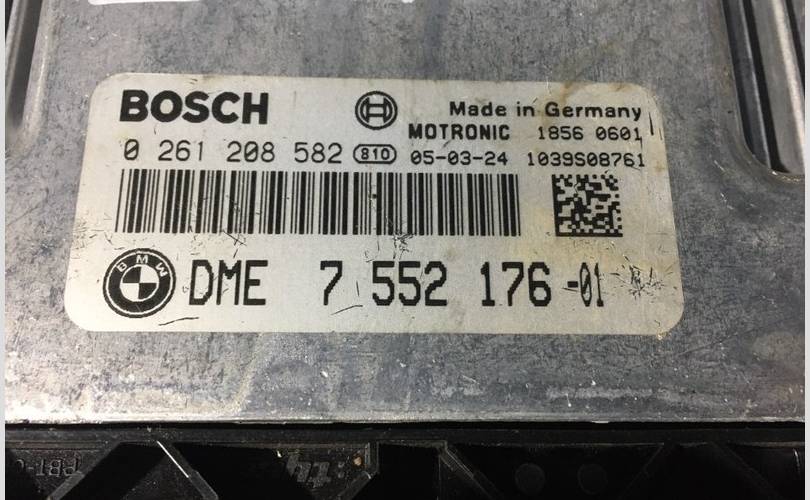 BOSCH
Made in Germany
MOTRONIC 1856 0601
0 261 208 582 810 05-03-24 1039S08761
BMW DME 7 552 176 -01